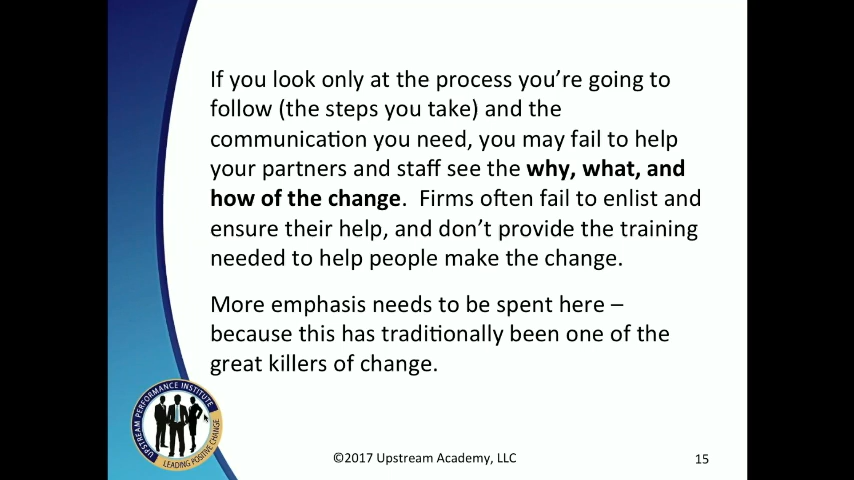 If you look only at the process you’re going to
follow (the steps you take) and the
communication you need, you may fail to help
your partners and staff see the why, what, and
how of the change.  Firms often fail to enlist and
ensure their help, and don’t provide the training
needed to help people make the change.
More emphasis needs to be spent here –
because this has traditionally been one of the
great killers of change.
UPSTREAM PERFORMANCE INSTITUTE
LEADING POSITIVE CHANGE
©2017 Upstream Academy, LLC
15